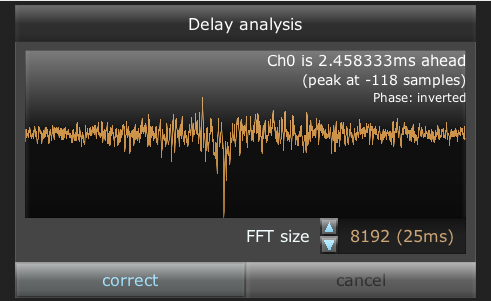 Delay analysis
Ch0 is 2.458333ms ahead
(peak at -118 samples)
Phase: inverted
FFT size 8192 (25ms)
correct cancel